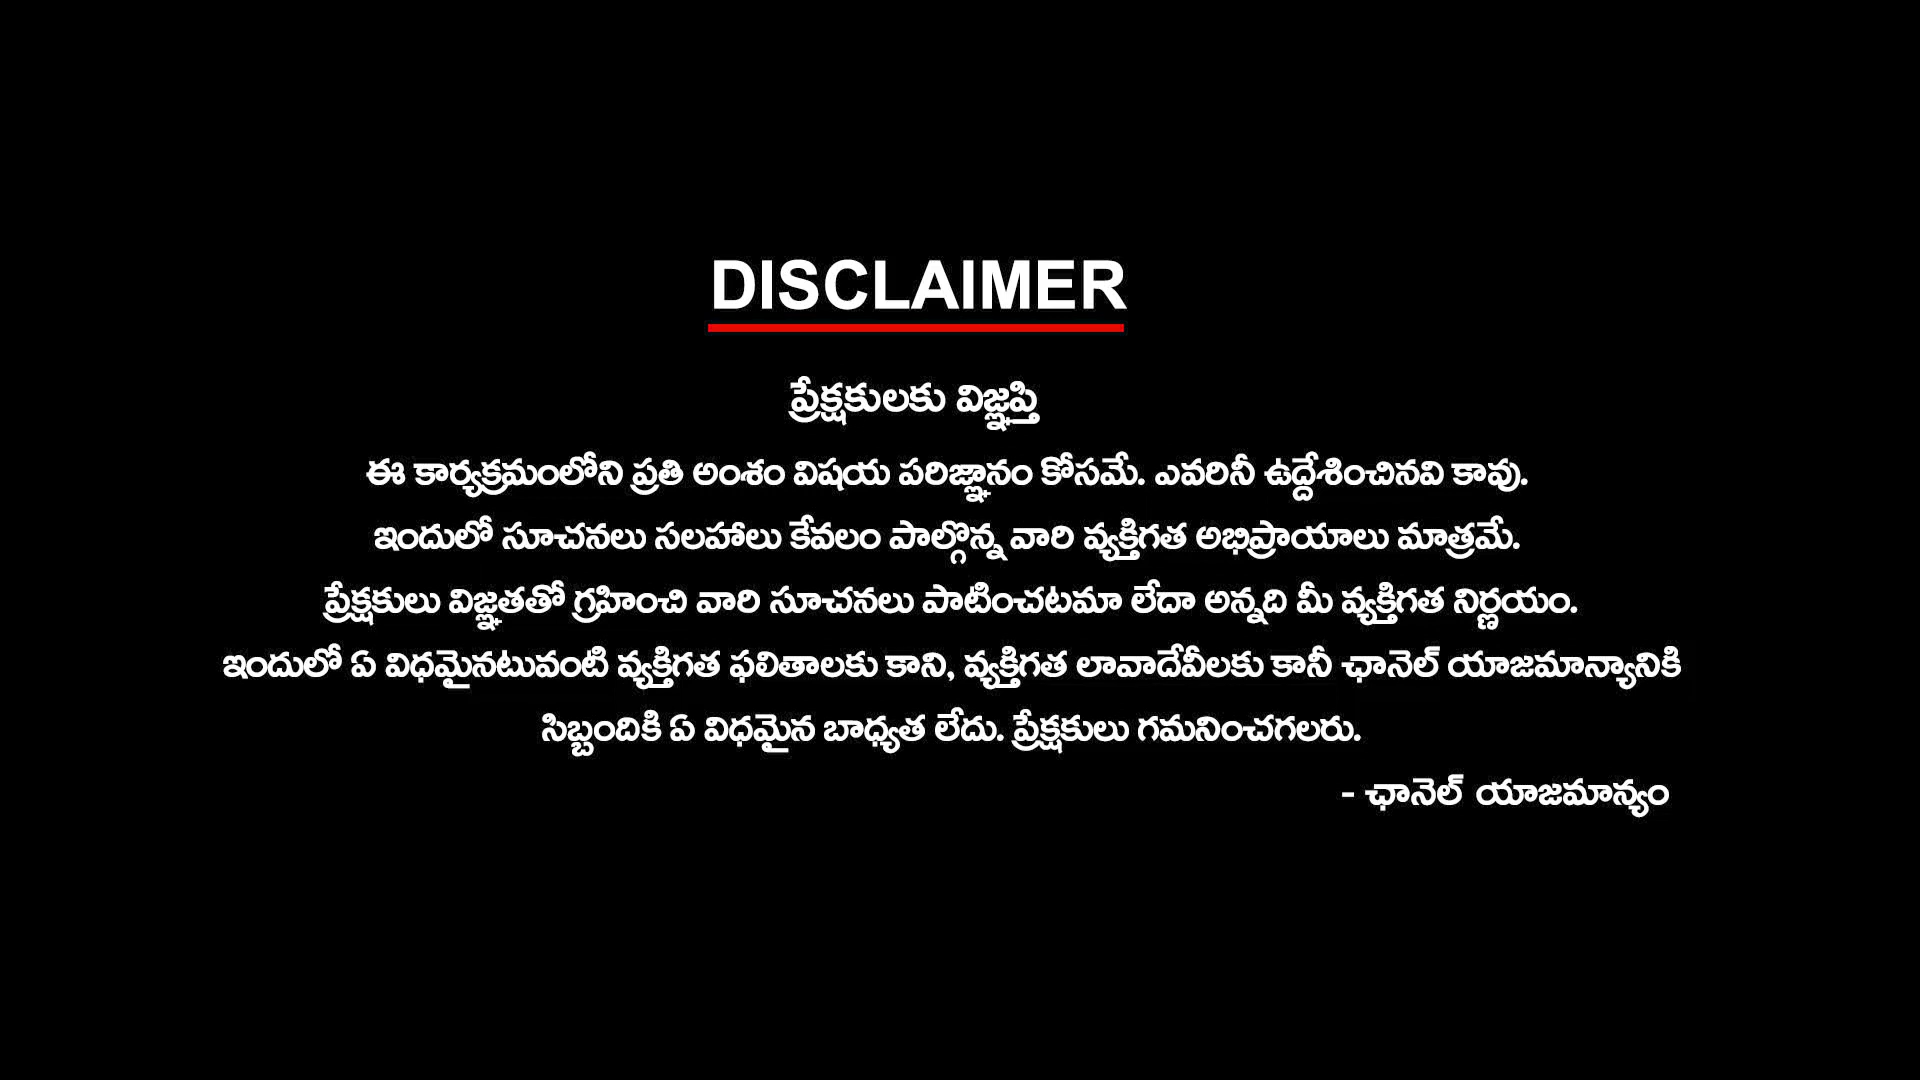 DISCLAIMER
ప్రేక్షకులకు విజ్ఞప్తి
ఈ కార్యక్రమంలోని ప్రతి అంశం విషయ పరిజ్ఞానం కోసమే. ఎవరినీ ఉద్దేశించినవి కావు.
ఇందులో సూచనలు సలహాలు కేవలం పాల్గొన్న వారి వ్యక్తిగత అభిప్రాయాలు మాత్రమే.
ప్రేక్షకులు విజ్ఞతతో గ్రహించి వారి సూచనలు పాటించటమా లేదా అన్నది మీ వ్యక్తిగత నిర్ణయం.
ఇందులో ఏ విధమైనటువంటి వ్యక్తిగత ఫలితాలకు కాని, వ్యక్తిగత లావాదేవీలకు కానీ ఛానెల్ యాజమాన్యానికి
సిబ్బందికి ఏ విధమైన బాధ్యత లేదు. ప్రేక్షకులు గమనించగలరు.
- ఛానెల్ యాజమాన్యం